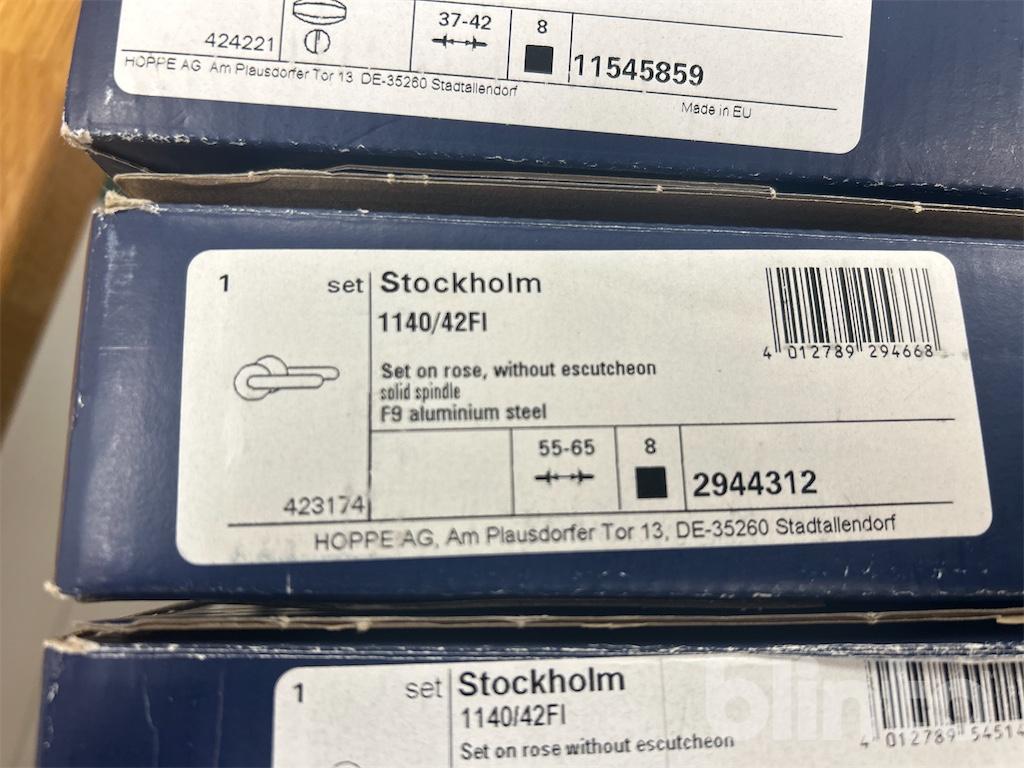 37-42
8
424221
11545859
HOPPE AG Am Plausdorfer Tor 13 DE-35260 Stadtallendorf
Made in EU
1 set Stockholm
1140/42FI
4 012789 294668
Set on rose, without escutcheon
solid spindle
F9 aluminium steel
55-65 8
423174
2944312
HOPPE AG, Am Plausdorfer Tor 13, DE-35260 Stadtallendorf
1 set Stockholm
1140/42FI
Set on rose without escutcheon
4 012789 54514